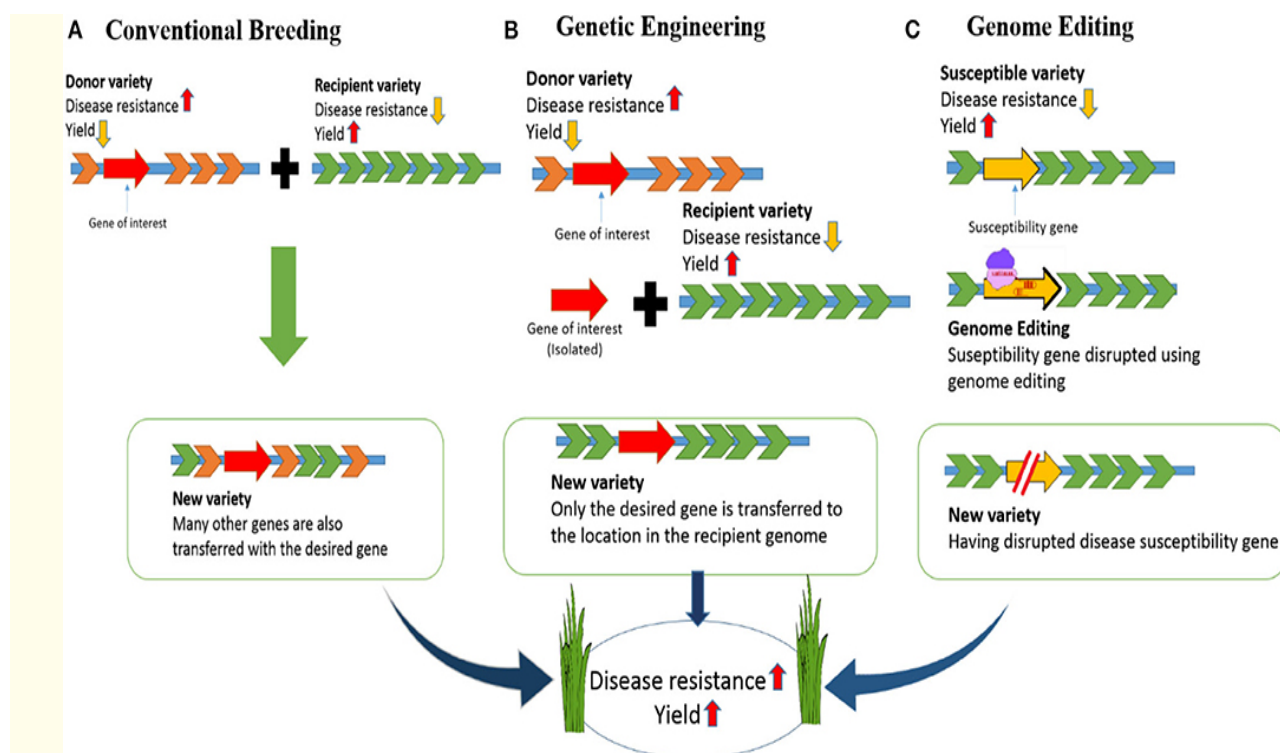 A Conventional Breeding
Donor variety
Disease resistance
Yield
Recipient variety
Disease resistance
Yield
Gene of interest
New variety
Many other genes are also
transferred with the desired gene
B Genetic Engineering
Donor variety
Disease resistance
Yield
Gene of interest
Recipient variety
Disease resistance
Yield
Gene of interest
(Isolated)
New variety
Only the desired gene is transferred to
the location in the recipient genome
C Genome Editing
Susceptible variety
Disease resistance
Yield
Susceptibility gene
Genome Editing
Suseptibility gene disrupted using
genome editing
New variety
Having disrupted disease susceptibility gene
Disease resistance
Yield